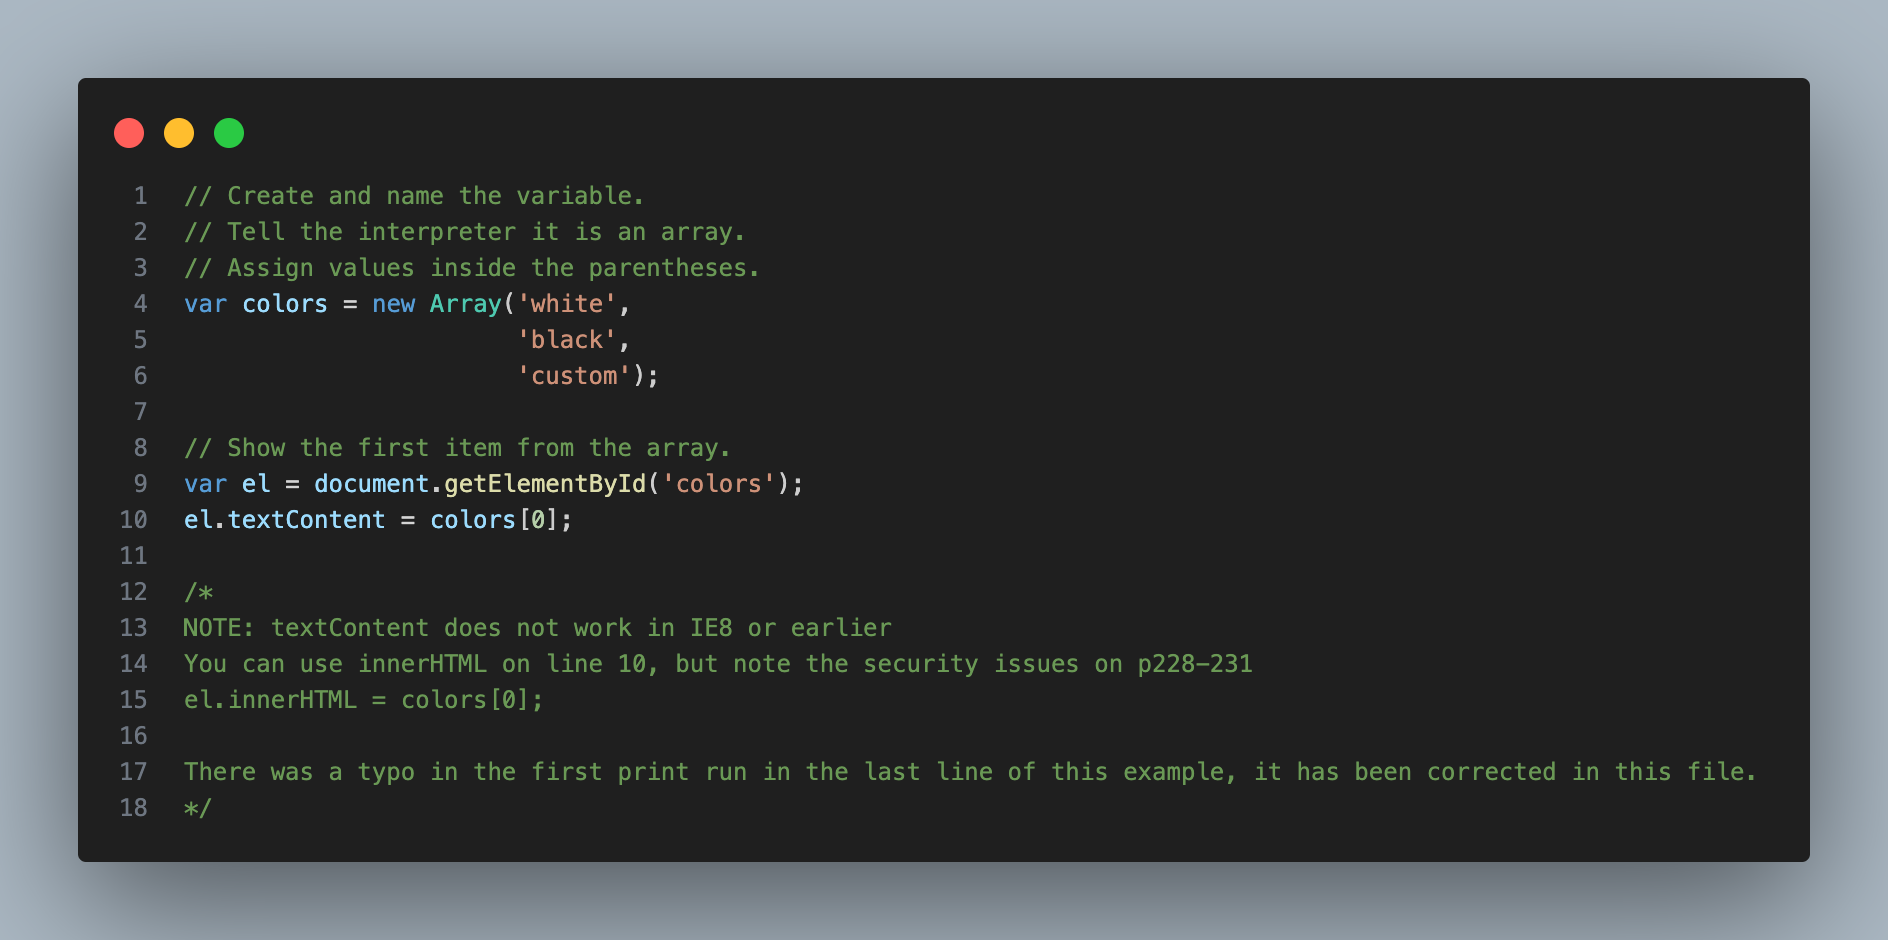 1 // Create and name the variable.
2 // Tell the interpreter it is an array.
3 // Assign values inside the parentheses.
4 var colors = new Array('white',
5                        'black',
6                        'custom');
7
8 // Show the first item from the array.
9 var el = document.getElementById('colors');
10 el.textContent = colors[0];
11
12 /*
13 NOTE: textContent does not work in IE8 or earlier
14 You can use innerHTML on line 10, but note the security issues on p228-231
15 el.innerHTML = colors[0];
16
17 There was a typo in the first print run in the last line of this example, it has been corrected in this file.
18 */